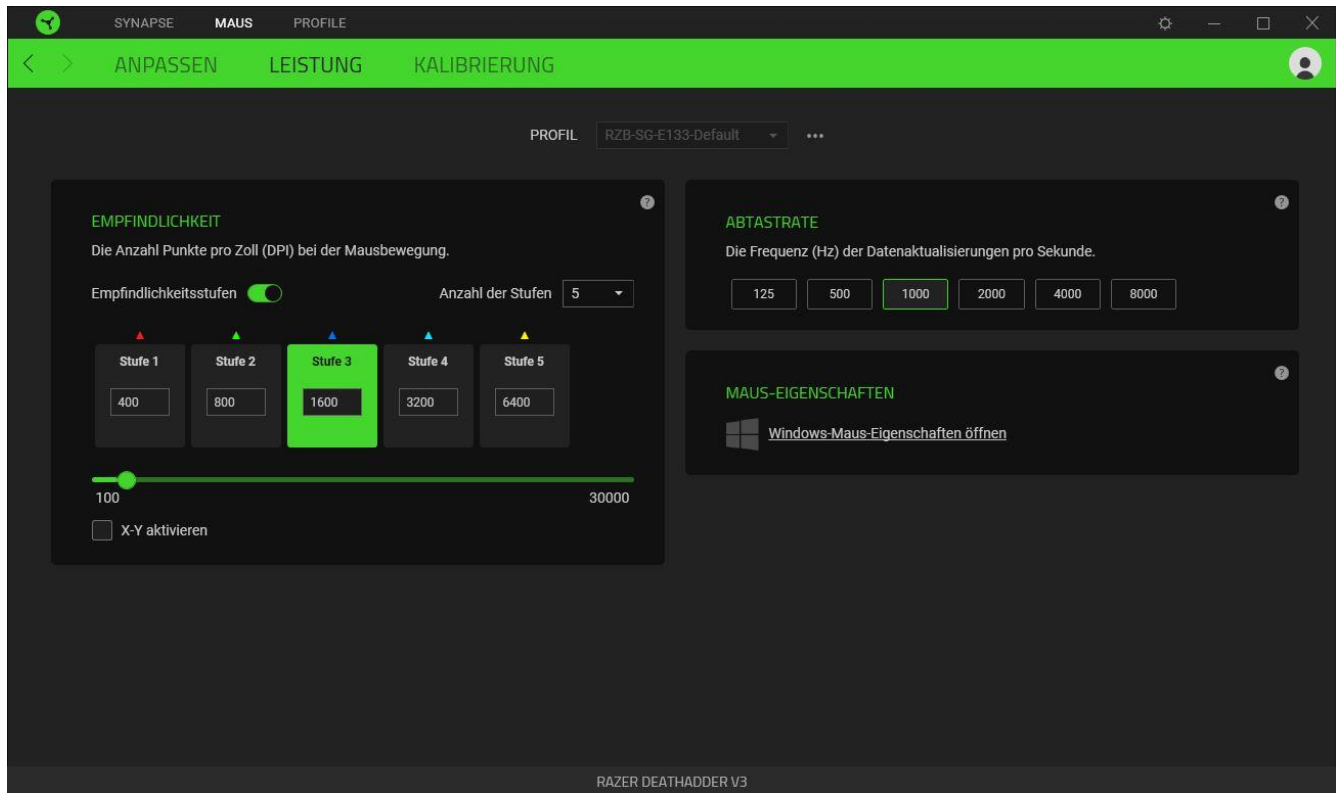 SYNAPSE MAUS PROFILE
ANPASSEN LEISTUNG KALIBRIERUNG
PROFIL RZB-SG-E133-Default
EMPFINDLICHKEIT
Die Anzahl Punkte pro Zoll (DPI) bei der Mausbewegung.
Empfindlichkeitsstufen Anzahl der Stufen 5
Stufe 1 Stufe 2 Stufe 3 Stufe 4 Stufe 5
400 800 1600 3200 6400
100 30000
X-Y aktivieren
ABTASTRATE
Die Frequenz (Hz) der Datenaktualisierungen pro Sekunde.
125 500 1000 2000 4000 8000
MAUS-EIGENSCHAFTEN
Windows-Maus-Eigenschaften öffnen
RAZER DEATHADDER V3